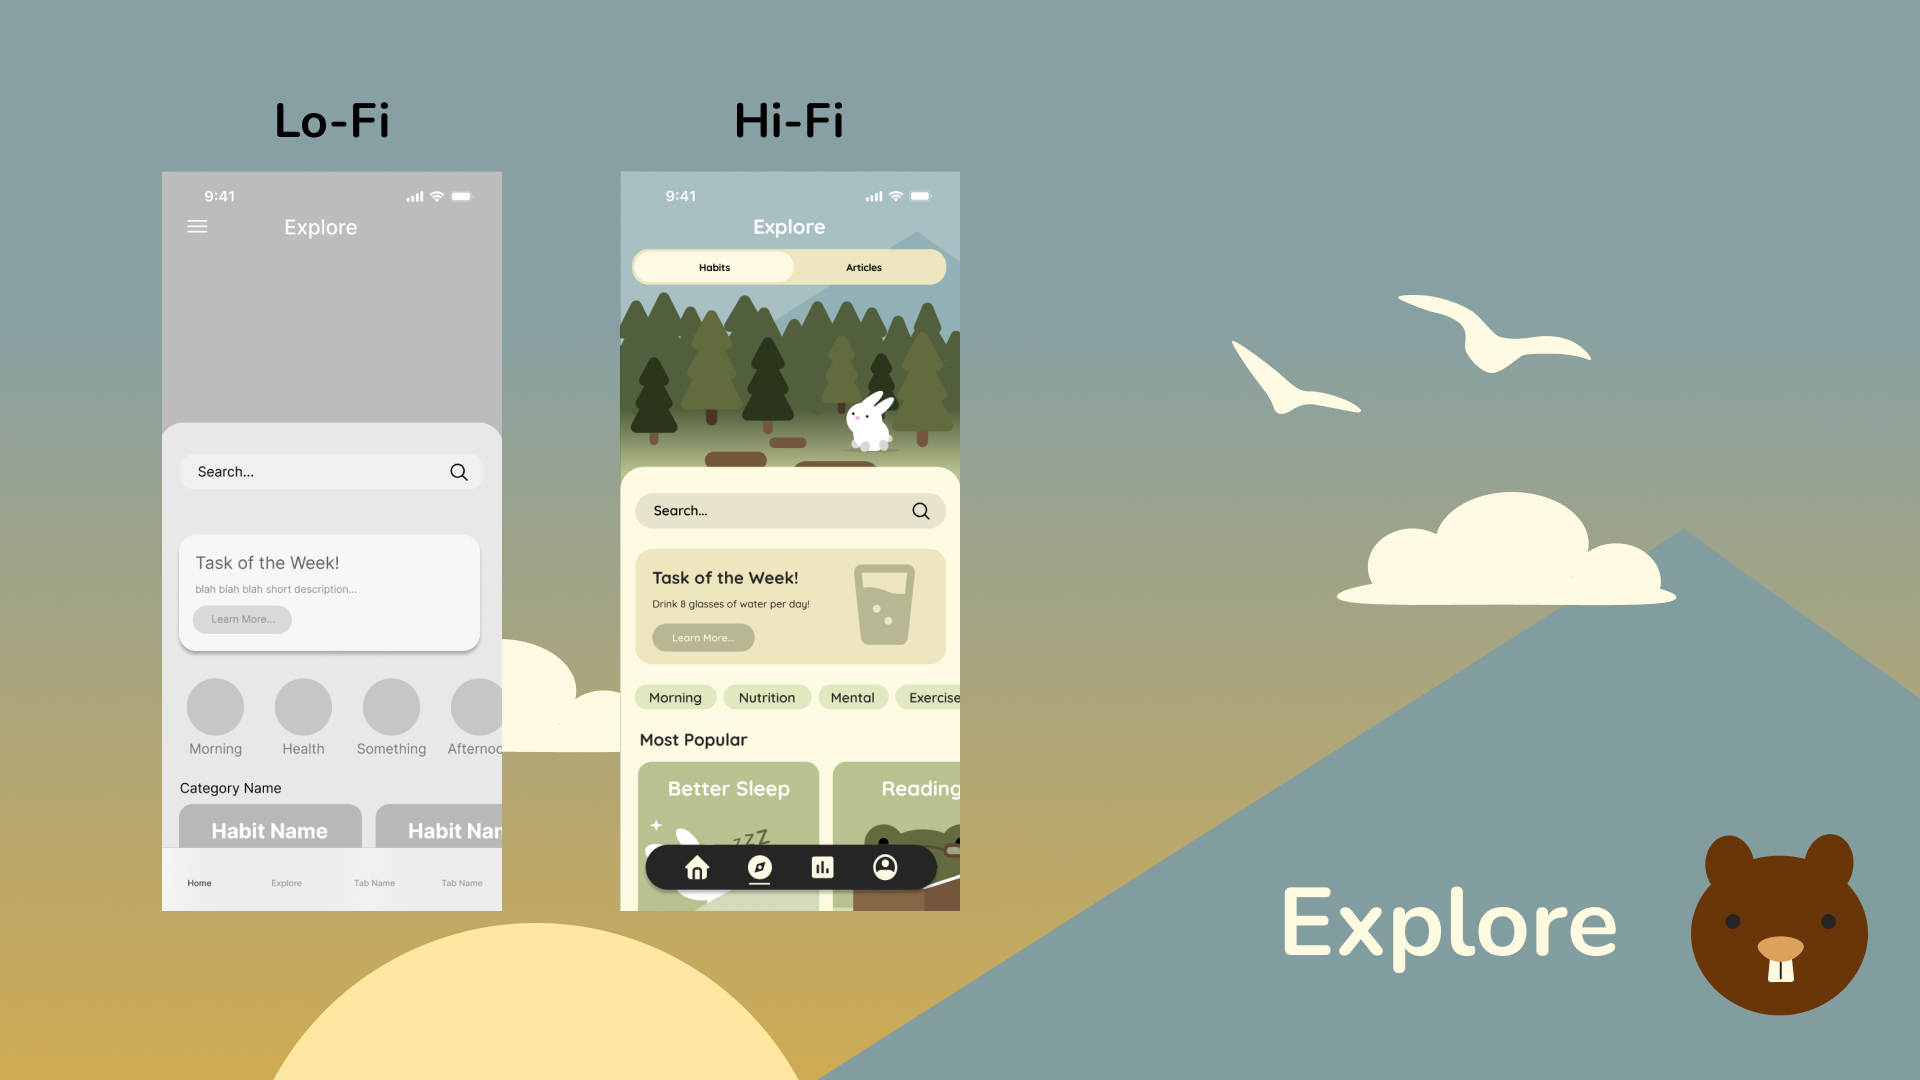 Lo-Fi
9:41
Explore
Search...
Task of the Week!
blah blah blah short description...
Learn More...
Morning Health Something Afternoo
Category Name
Habit Name Habit Nam
Home Explore Tab Name Tab Name
Hi-Fi
9:41
Explore
Habits Articles
Search...
Task of the Week!
Drink 8 glasses of water per day!
Learn More...
Morning Nutrition Mental Exercise
Most Popular
Better Sleep Reading
zzZ
Explore